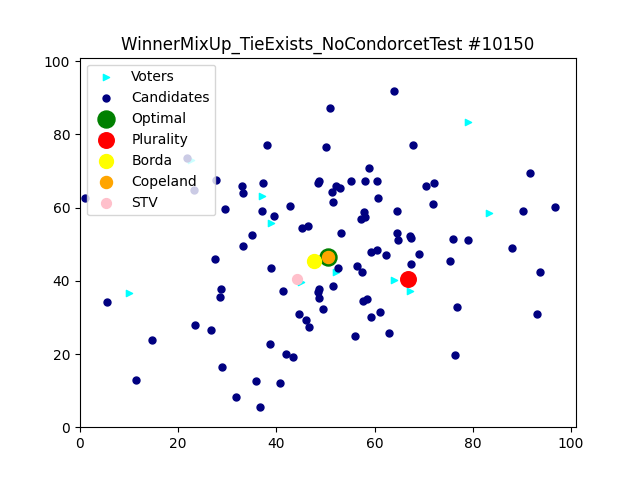 WinnerMixUp_TieExists_NoCondorcetTest #10150
100
80
60
40
20
0
Voters
Candidates
Optimal
Plurality
Borda
Copeland
STV
0 20 40 60 80 100